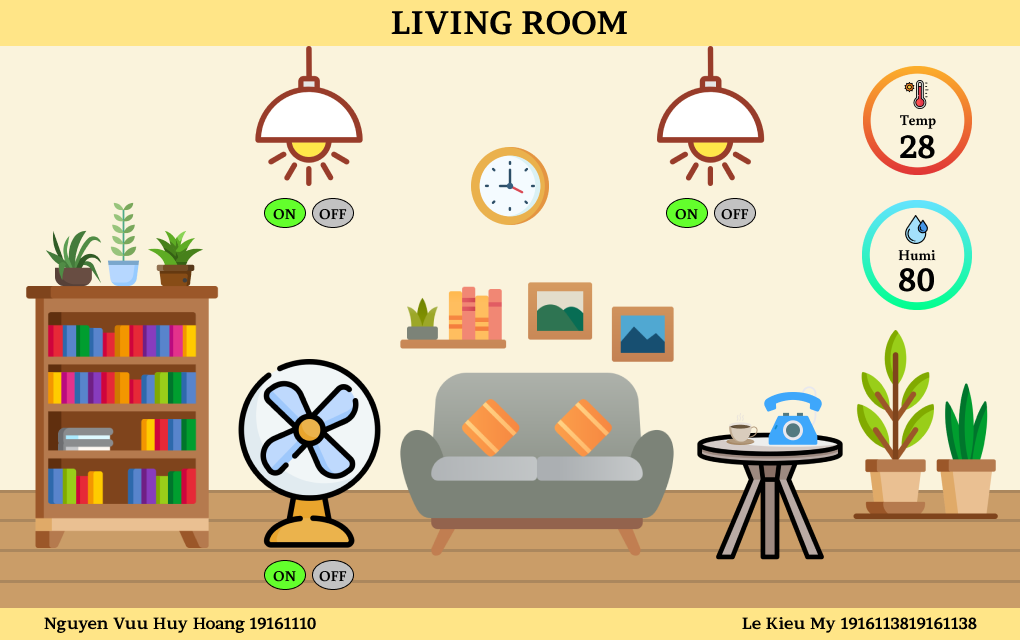 LIVING ROOM
Temp
28
ON OFF
ON OFF
Humi
80
ON OFF
Nguyen Vuu Huy Hoang 19161110
Le Kieu My 1916113819161138